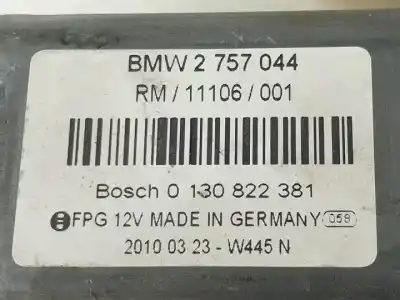 BMW 2 757 044
RM / 11106 / 001
Bosch 0 130 822 381
FPG 12V MADE IN GERMANY 059
2010 03 23 - W445 N